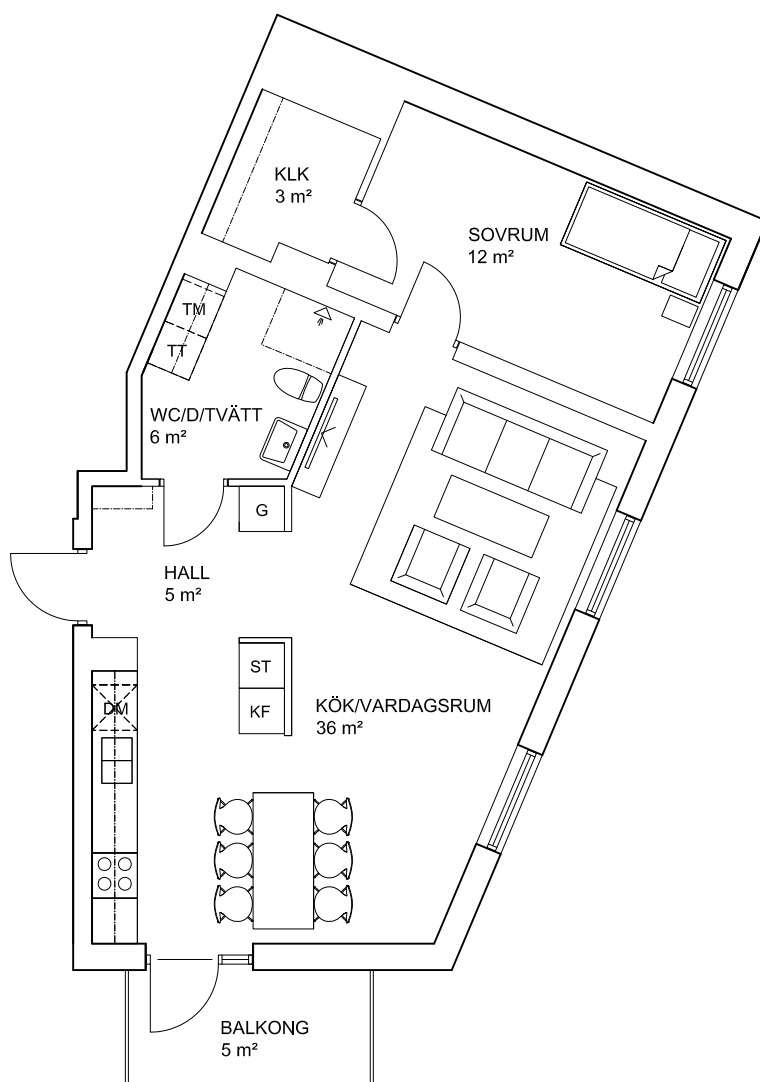 KLK
3 m²
SOVRUM
12 m²
TM
TT
WC/D/TVÄTT
6 m²
G
HALL
5 m²
ST
KF
KÖK/VARDAGSRUM
36 m²
DM
BALKONG
5 m²